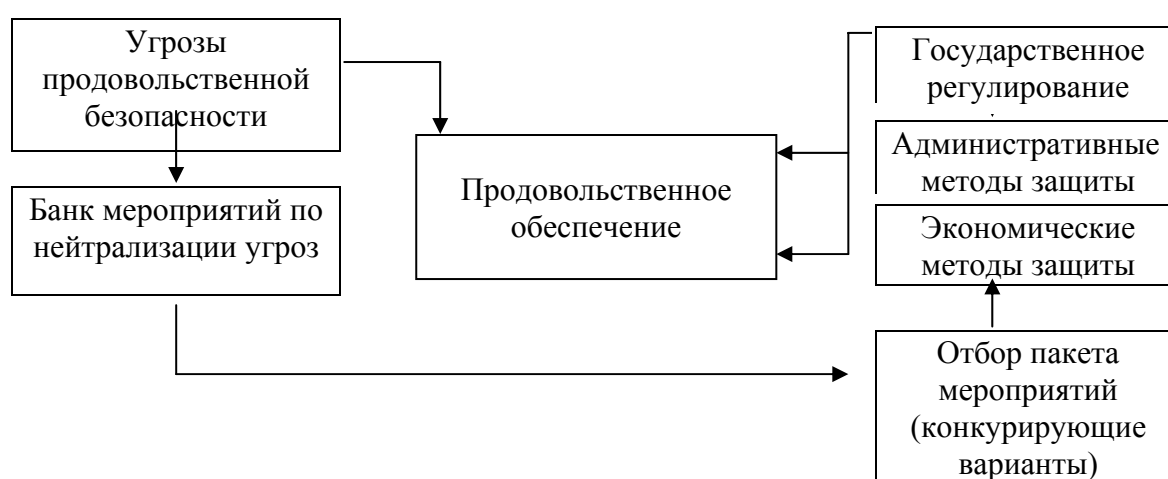 Угрозы
продовольственной
безопасности
Банк мероприятий по
нейтрализации угроз
Продовольственное
обеспечение
Государственное
регулирование
Административные
методы защиты
Экономические
методы защиты
Отбор пакета
мероприятий
(конкурирующие
варианты)